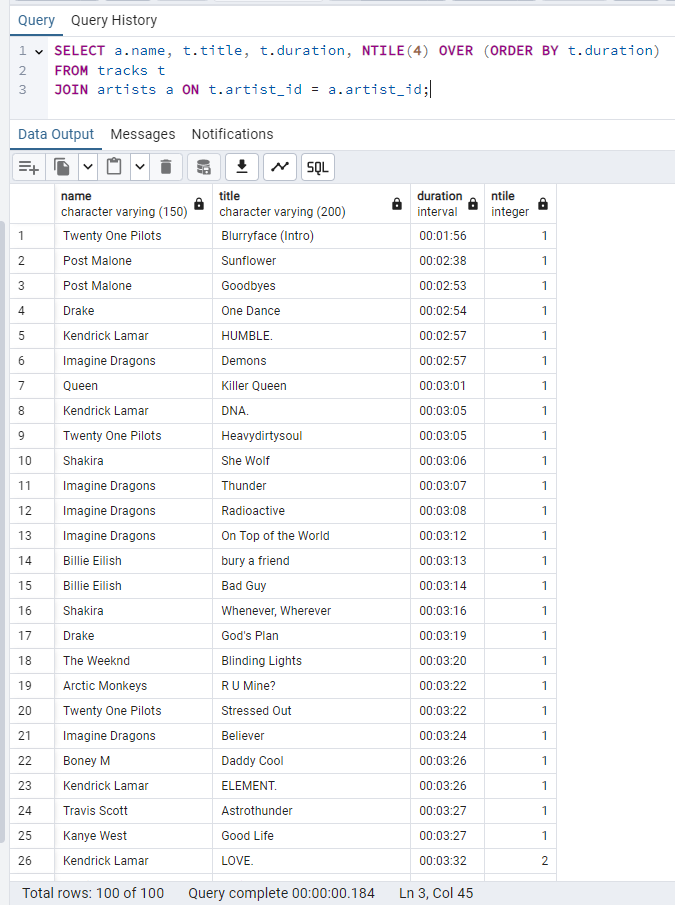 Query Query History
1 SELECT a.name, t.title, t.duration, NTILE(4) OVER (ORDER BY t.duration)
2 FROM tracks t
3 JOIN artists a ON t.artist_id = a.artist_id;
Data Output Messages Notifications
SQL
name title duration ntile
character varying (150) character varying (200) interval integer
1 Twenty One Pilots Blurryface (Intro) 00:01:56 1
2 Post Malone Sunflower 00:02:38 1
3 Post Malone Goodbyes 00:02:53 1
4 Drake One Dance 00:02:54 1
5 Kendrick Lamar HUMBLE. 00:02:57 1
6 Imagine Dragons Demons 00:02:57 1
7 Queen Killer Queen 00:03:01 1
8 Kendrick Lamar DNA. 00:03:05 1
9 Twenty One Pilots Heavydirtysoul 00:03:05 1
10 Shakira She Wolf 00:03:06 1
11 Imagine Dragons Thunder 00:03:07 1
12 Imagine Dragons Radioactive 00:03:08 1
13 Imagine Dragons On Top of the World 00:03:12 1
14 Billie Eilish bury a friend 00:03:13 1
15 Billie Eilish Bad Guy 00:03:14 1
16 Shakira Whenever, Wherever 00:03:16 1
17 Drake God's Plan 00:03:19 1
18 The Weeknd Blinding Lights 00:03:20 1
19 Arctic Monkeys R U Mine? 00:03:22 1
20 Twenty One Pilots Stressed Out 00:03:22 1
21 Imagine Dragons Believer 00:03:24 1
22 Boney M Daddy Cool 00:03:26 1
23 Kendrick Lamar ELEMENT. 00:03:26 1
24 Travis Scott Astrothunder 00:03:27 1
25 Kanye West Good Life 00:03:27 1
26 Kendrick Lamar LOVE. 00:03:32 2
Total rows: 100 of 100 Query complete 00:00:00.184 Ln 3, Col 45